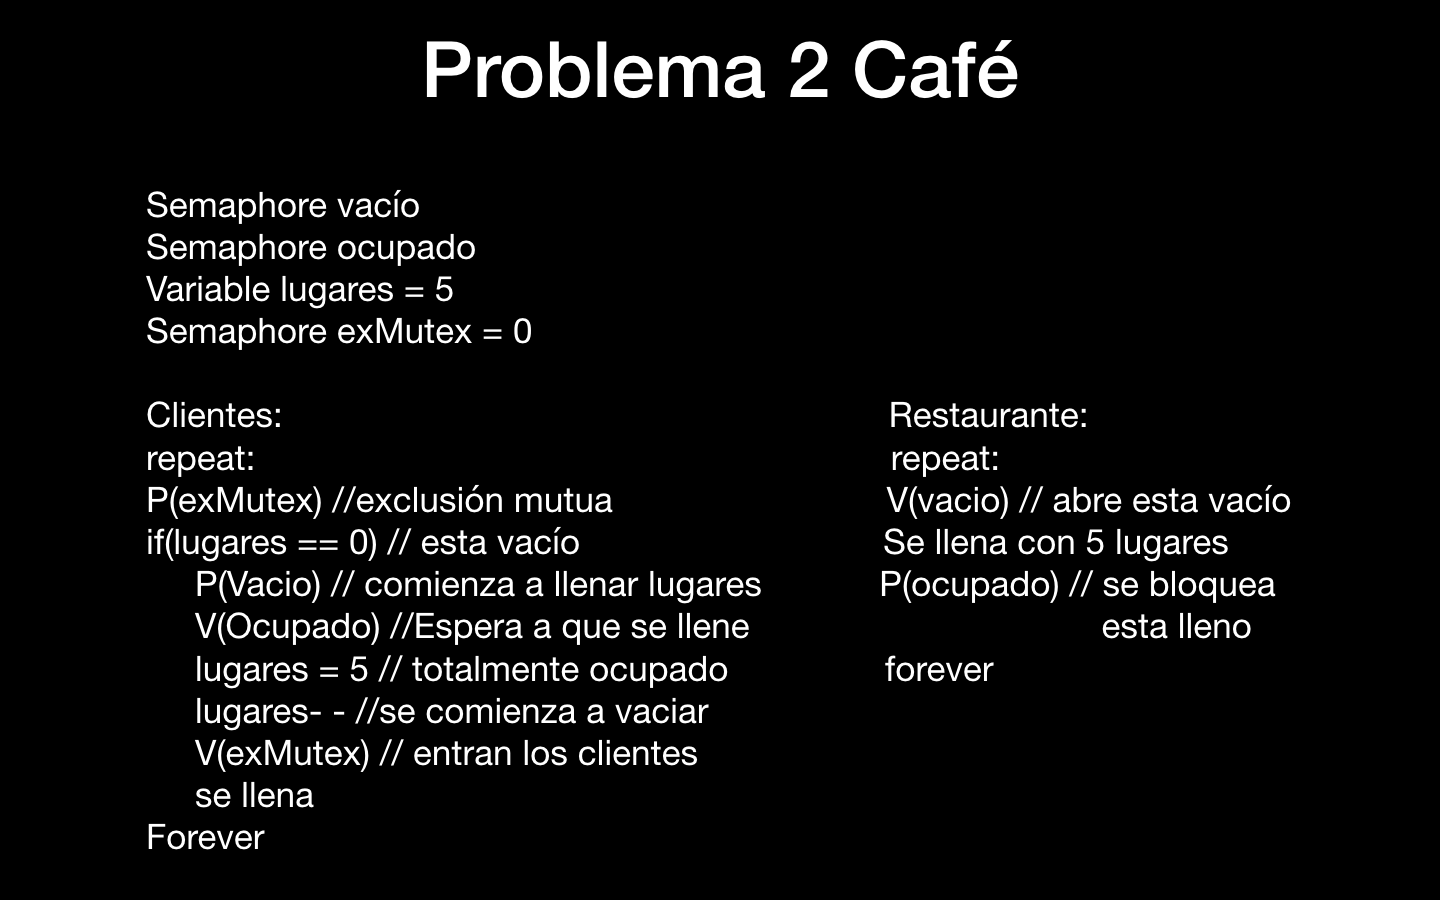 Problema 2 Café
Semaphore vacío
Semaphore ocupado
Variable lugares = 5
Semaphore exMutex = 0
Clientes:
repeat:
P(exMutex) //exclusión mutua
if(lugares == 0) // esta vacío
P(Vacio) // comienza a llenar lugares
V(Ocupado) //Espera a que se llene
lugares = 5 // totalmente ocupado
lugares- - //se comienza a vaciar
V(exMutex) // entran los clientes
se llena
Forever
Restaurante:
repeat:
V(vacio) // abre esta vacío
Se llena con 5 lugares
P(ocupado) // se bloquea
esta lleno
forever